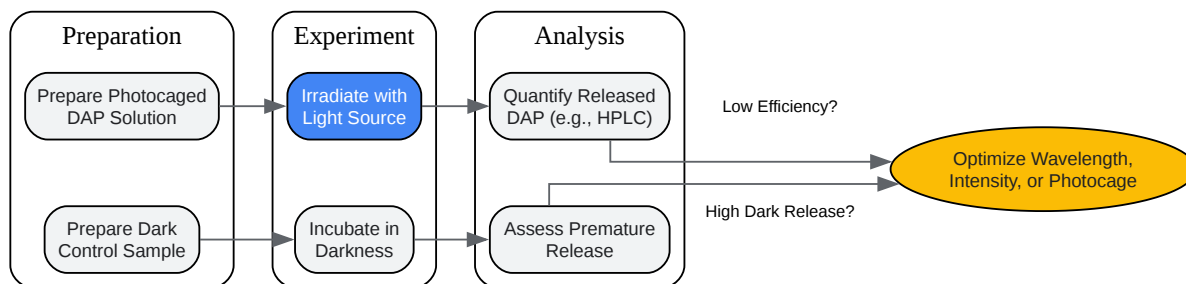 Preparation
Experiment
Analysis
Prepare Photocaged
DAP Solution
Irradiate with
Light Source
Quantify Released
DAP (e.g., HPLC)
Low Efficiency?
Optimize Wavelength,
Intensity, or Photocage
Prepare Dark
Control Sample
Incubate in
Darkness
Assess Premature
Release
High Dark Release?